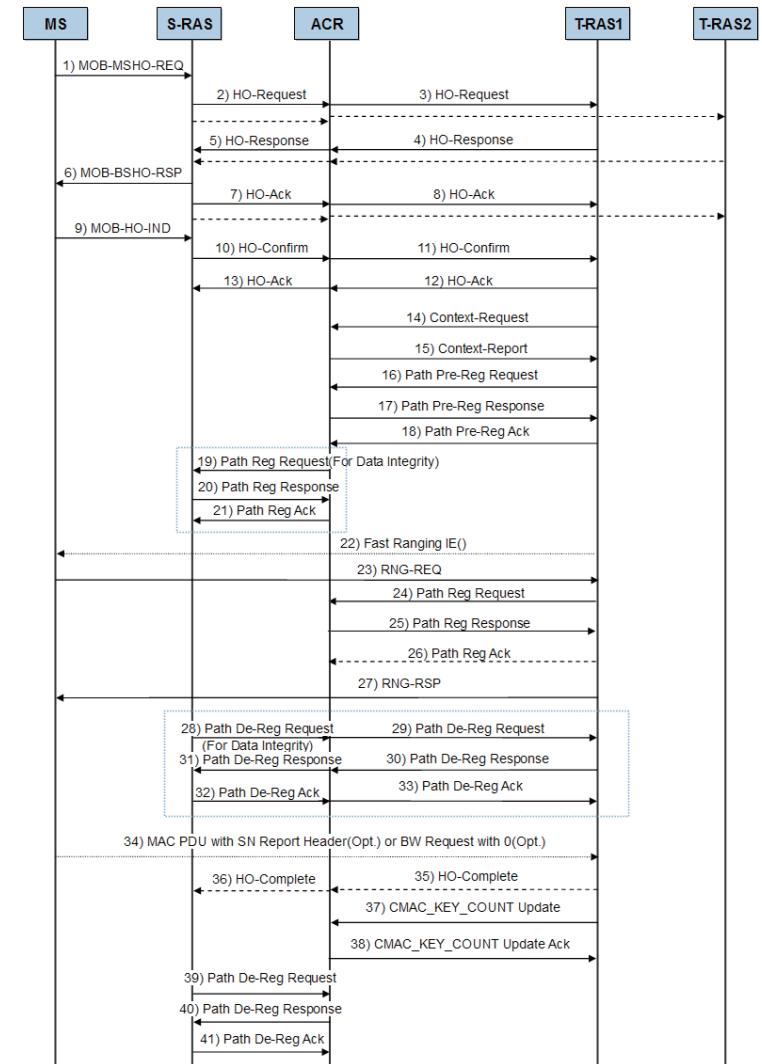 MS
S-RAS
ACR
T-RAS1
T-RAS2
1) MOB-MSHO-REQ
2) HO-Request
3) HO-Request
4) HO-Response
5) HO-Response
6) MOB-BSHO-RSP
7) HO-Ack
8) HO-Ack
9) MOB-HO-IND
10) HO-Confirm
11) HO-Confirm
12) HO-Ack
13) HO-Ack
14) Context-Request
15) Context-Report
16) Path Pre-Reg Request
17) Path Pre-Reg Response
18) Path Pre-Reg Ack
19) Path Reg Request(For Data Integrity)
20) Path Reg Response
21) Path Reg Ack
22) Fast Ranging IE()
23) RNG-REQ
24) Path Reg Request
25) Path Reg Response
26) Path Reg Ack
27) RNG-RSP
28) Path De-Reg Request
(For Data Integrity)
29) Path De-Reg Request
30) Path De-Reg Response
31) Path De-Reg Response
32) Path De-Reg Ack
33) Path De-Reg Ack
34) MAC PDU with SN Report Header(Opt.) or BW Request with 0(Opt.)
35) HO-Complete
36) HO-Complete
37) CMAC_KEY_COUNT Update
38) CMAC_KEY_COUNT Update Ack
39) Path De-Reg Request
40) Path De-Reg Response
41) Path De-Reg Ack